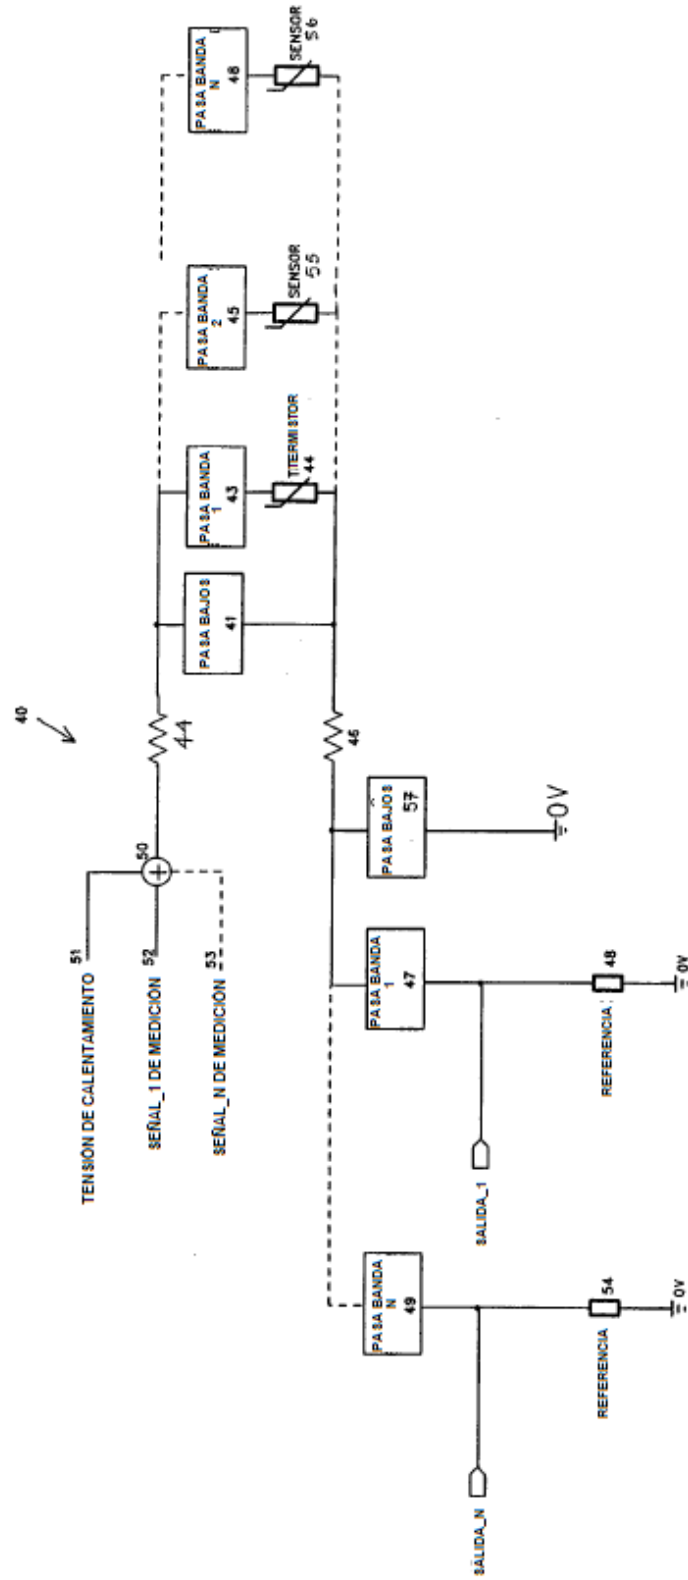 40
TENSIÓN DE CALENTAMIENTO
51
SEÑAL_1 DE MEDICIÓN
52
SEÑAL_N DE MEDICIÓN
53
50
44
PASA BAJOS
41
PASA BANDA
1
43
TTERMISTOR
44
PASA BANDA
2
45
SENSOR
55
PASA BANDA
N
46
SENSOR
56
46
PASA BAJOS
57
0V
PASA BANDA
1
47
SALIDA_1
REFERENCIA
48
0V
PASA BANDA
N
49
SALIDA_N
REFERENCIA
54
0V